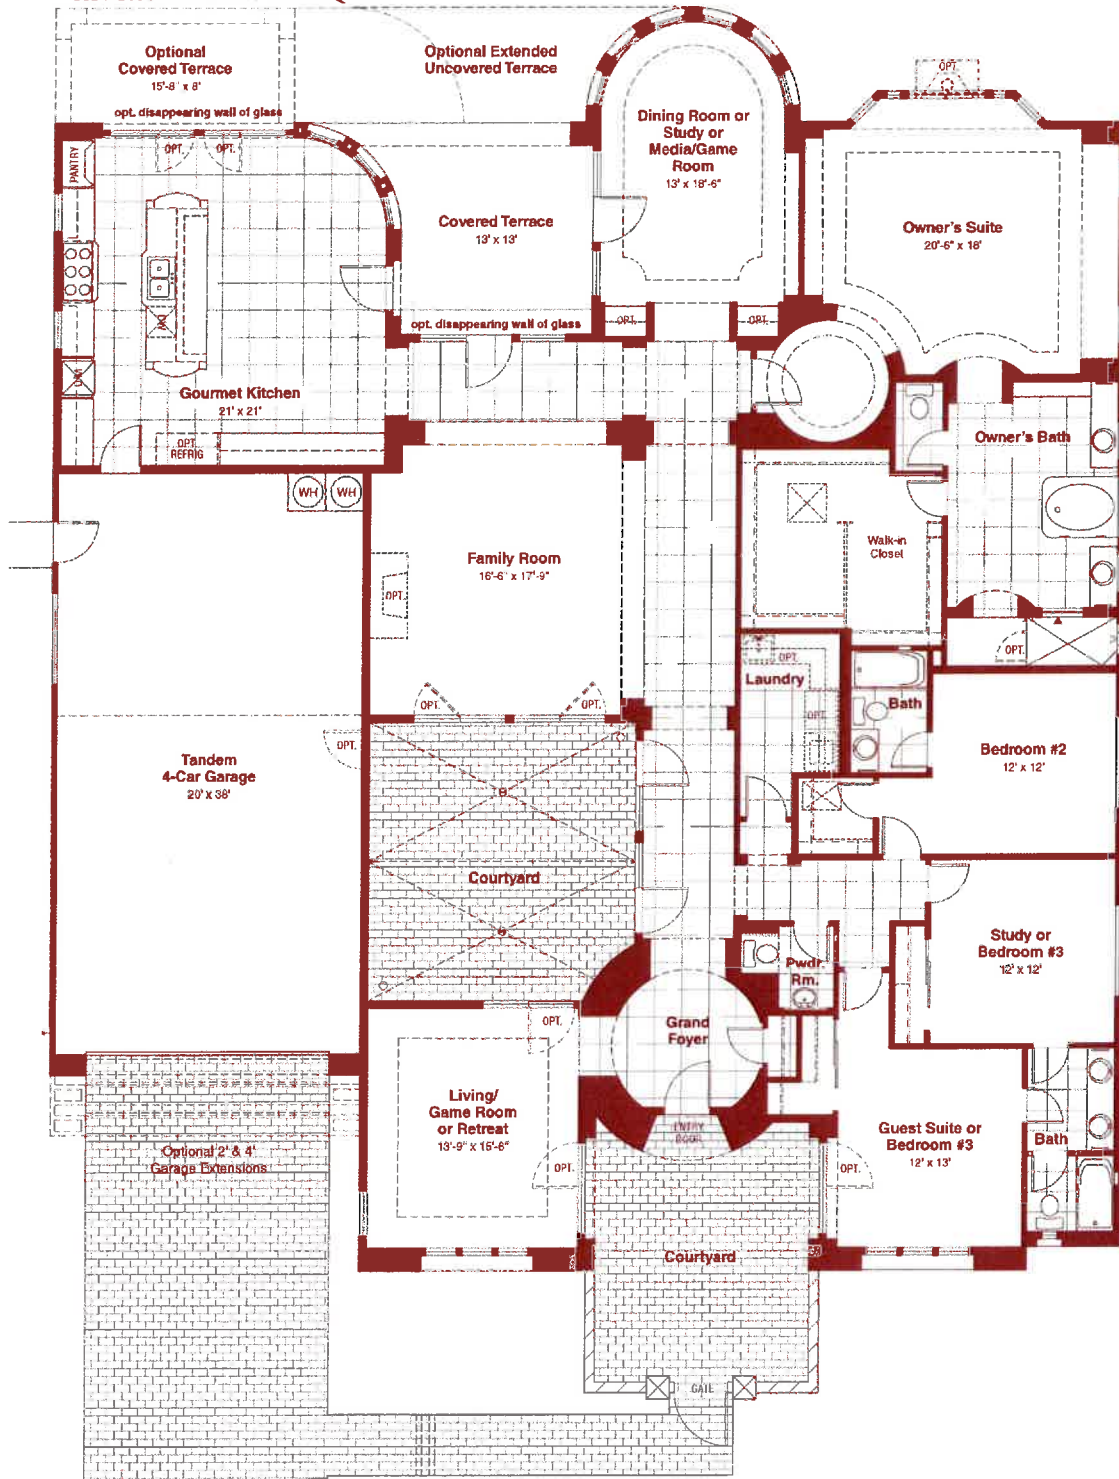 Optional
Covered Terrace
15'-8" x 8'
Optional Extended
Uncovered Terrace
opt. disappearing wall of glass
OPT.
OPT.
PANTRY
Dining Room or
Study or
Media/Game
Room
13' x 18'-6"
OPT.
Owner's Suite
20'-6" x 18'
Covered Terrace
13' x 13'
opt. disappearing wall of glass
OPT.
OPT.
DW
Gourmet Kitchen
21' x 21'
OPT.
REFRIG
Owner's Bath
WH
WH
Walk-in
Closet
Family Room
16'-6" x 17'-9"
OPT.
OPT.
OPT.
OPT.
Laundry
OPT.
OPT.
Bath
Bedroom #2
12' x 12'
OPT.
Tandem
4-Car Garage
20' x 38'
Courtyard
Study or
Bedroom #3
12' x 12'
Pwdr.
Rm.
Grand
Foyer
OPT.
Living/
Game Room
or Retreat
13'-9" x 15'-6"
ENTRY
DOOR
OPT.
OPT.
Guest Suite or
Bedroom #3
12' x 13'
Bath
Optional 2' & 4'
Garage Extensions
Courtyard
GATE